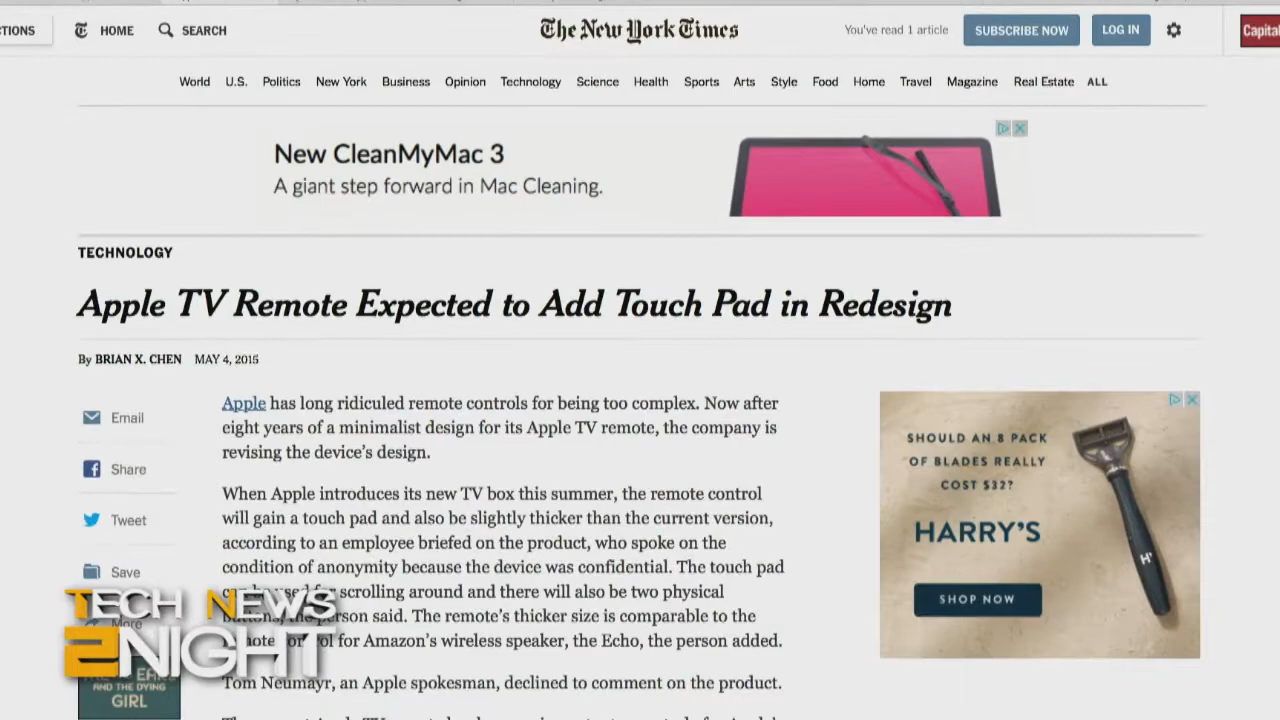 TIONS
HOME
SEARCH
The New York Times
You've read 1 article
SUBSCRIBE NOW
LOG IN
Capital
World U.S. Politics New York Business Opinion Technology Science Health Sports Arts Style Food Home Travel Magazine Real Estate ALL
New CleanMyMac 3
A giant step forward in Mac Cleaning.
TECHNOLOGY
Apple TV Remote Expected to Add Touch Pad in Redesign
By BRIAN X. CHEN MAY 4, 2015
Email
Share
Tweet
Save
More
Apple has long ridiculed remote controls for being too complex. Now after
eight years of a minimalist design for its Apple TV remote, the company is
revising the device's design.
When Apple introduces its new TV box this summer, the remote control
will gain a touch pad and also be slightly thicker than the current version,
according to an employee briefed on the product, who spoke on the
condition of anonymity because the device was confidential. The touch pad
can be used for scrolling around and there will also be two physical
buttons, the person said. The remote's thicker size is comparable to the
remote control for Amazon's wireless speaker, the Echo, the person added.
Tom Neumayr, an Apple spokesman, declined to comment on the product.
SHOULD AN 8 PACK
OF BLADES REALLY
COST $32?
HARRY'S
SHOP NOW
H'
TECH NEWS
2NIGHT
AND THE DYING
GIRL